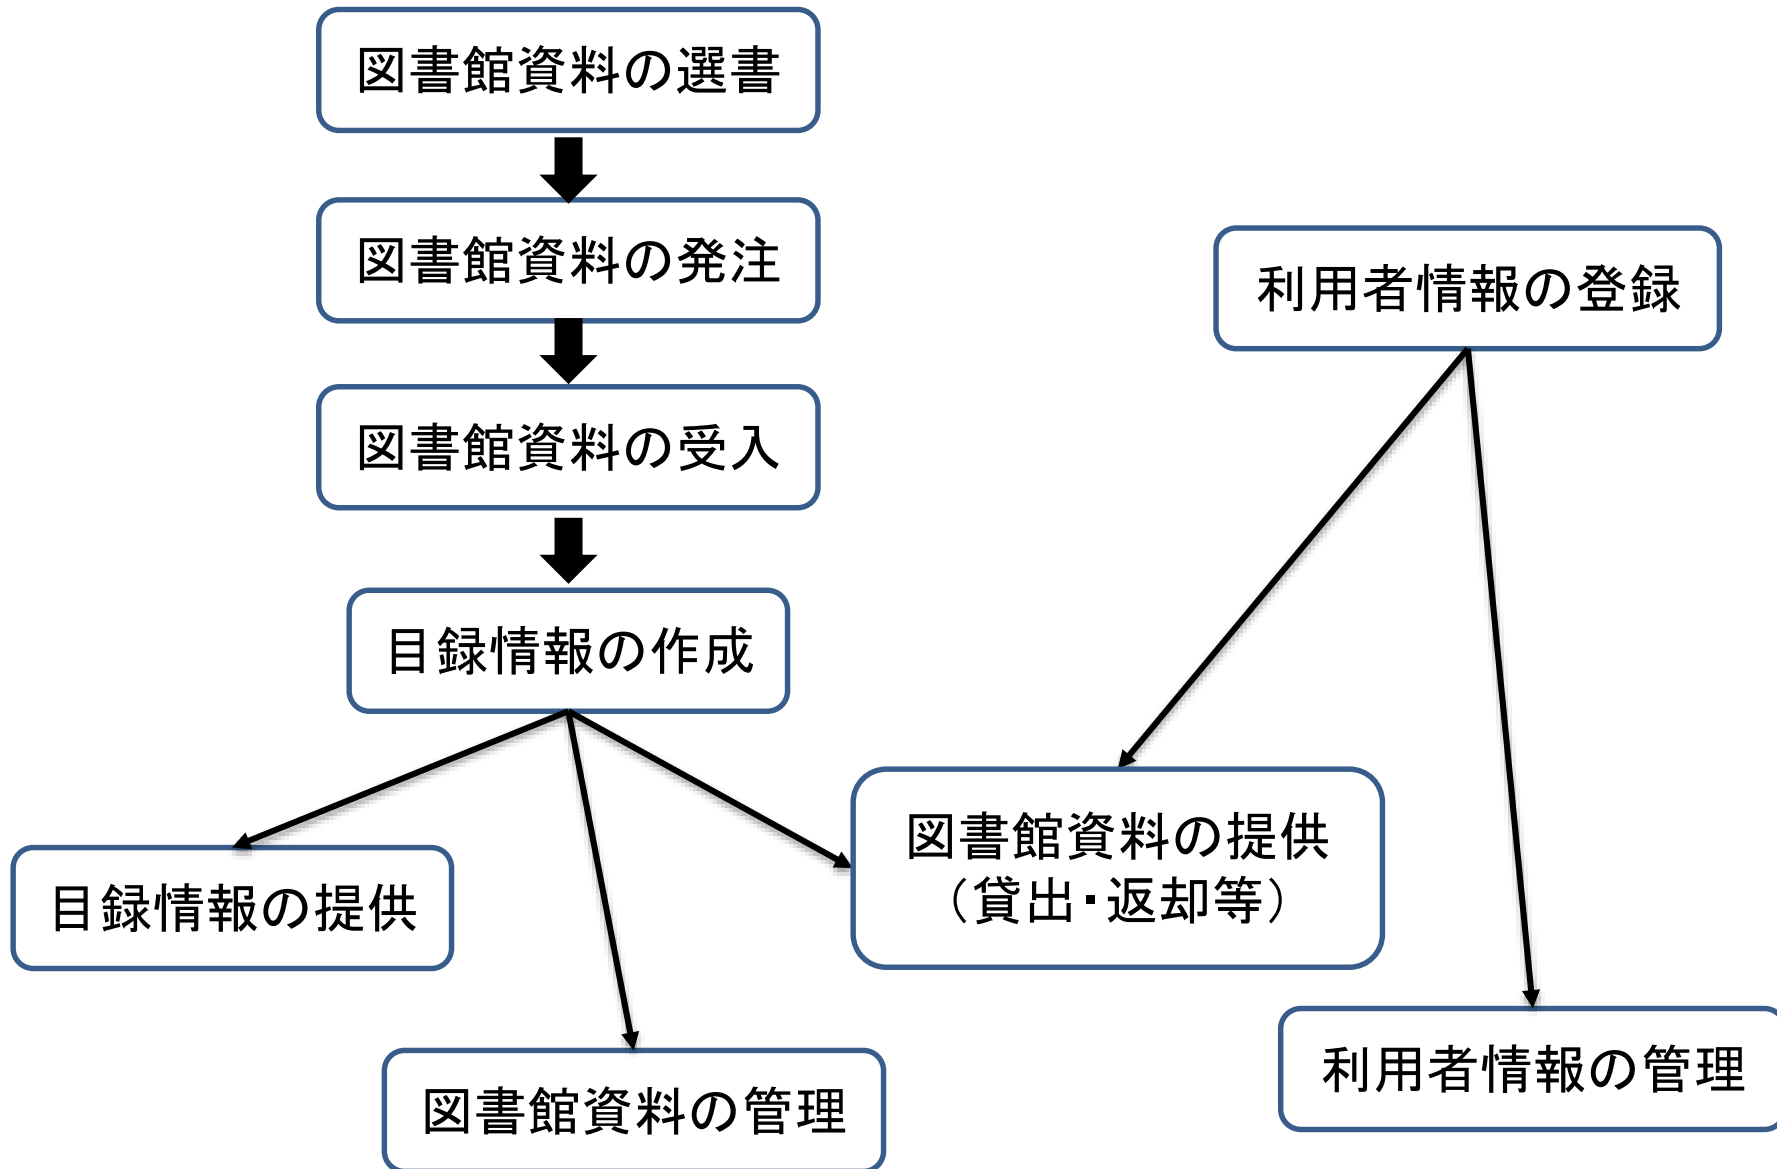 図書館資料の選書
図書館資料の発注
利用者情報の登録
図書館資料の受入
目録情報の作成
図書館資料の提供
（貸出・返却等）
目録情報の提供
利用者情報の管理
図書館資料の管理